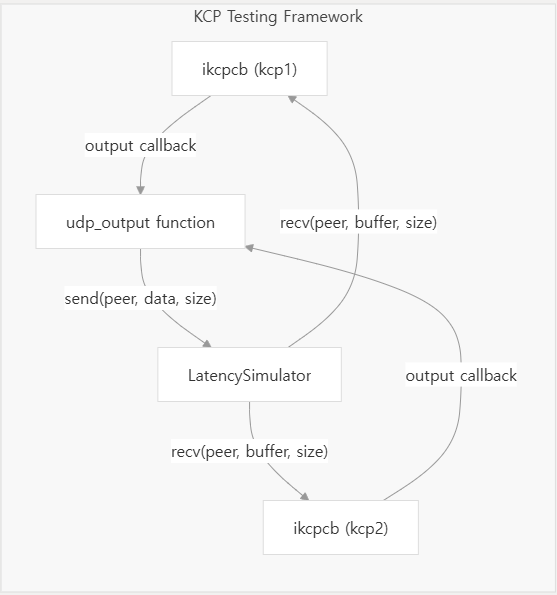 KCP Testing Framework
ikcpcb (kcp1)
output callback
udp_output function
recv(peer, buffer, size)
send(peer, data, size)
LatencySimulator
output callback
recv(peer, buffer, size)
ikcpcb (kcp2)